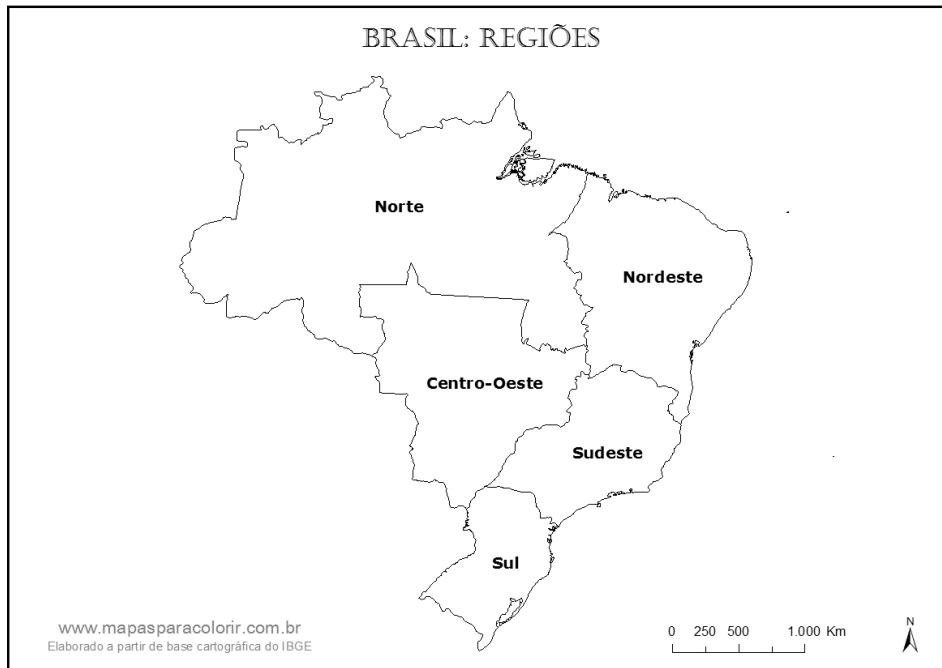 BRASIL: REGIÕES
Norte
Nordeste
Centro-Oeste
Sudeste
Sul
www.mapasparacolorir.com.br
Elaborado a partir de base cartográfica do IBGE
0 250 500 1.000 Km
N